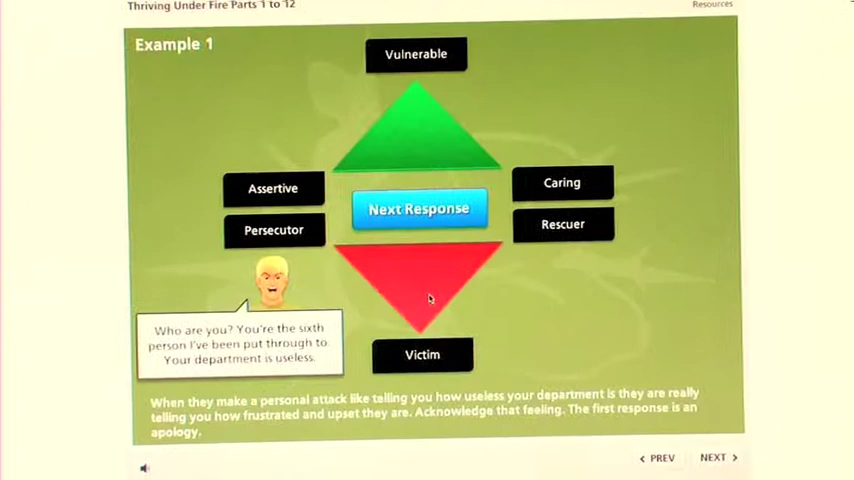 Thriving Under Fire Parts 1 to 12
Resources
Example 1
Vulnerable
Assertive
Caring
Next Response
Persecutor
Rescuer
Who are you? You're the sixth
person I've been put through to.
Your department is useless.
Victim
When they make a personal attack like telling you how useless your department is they are really
telling you how frustrated and upset they are. Acknowledge that feeling. The first response is an
apology.
< PREV
NEXT >